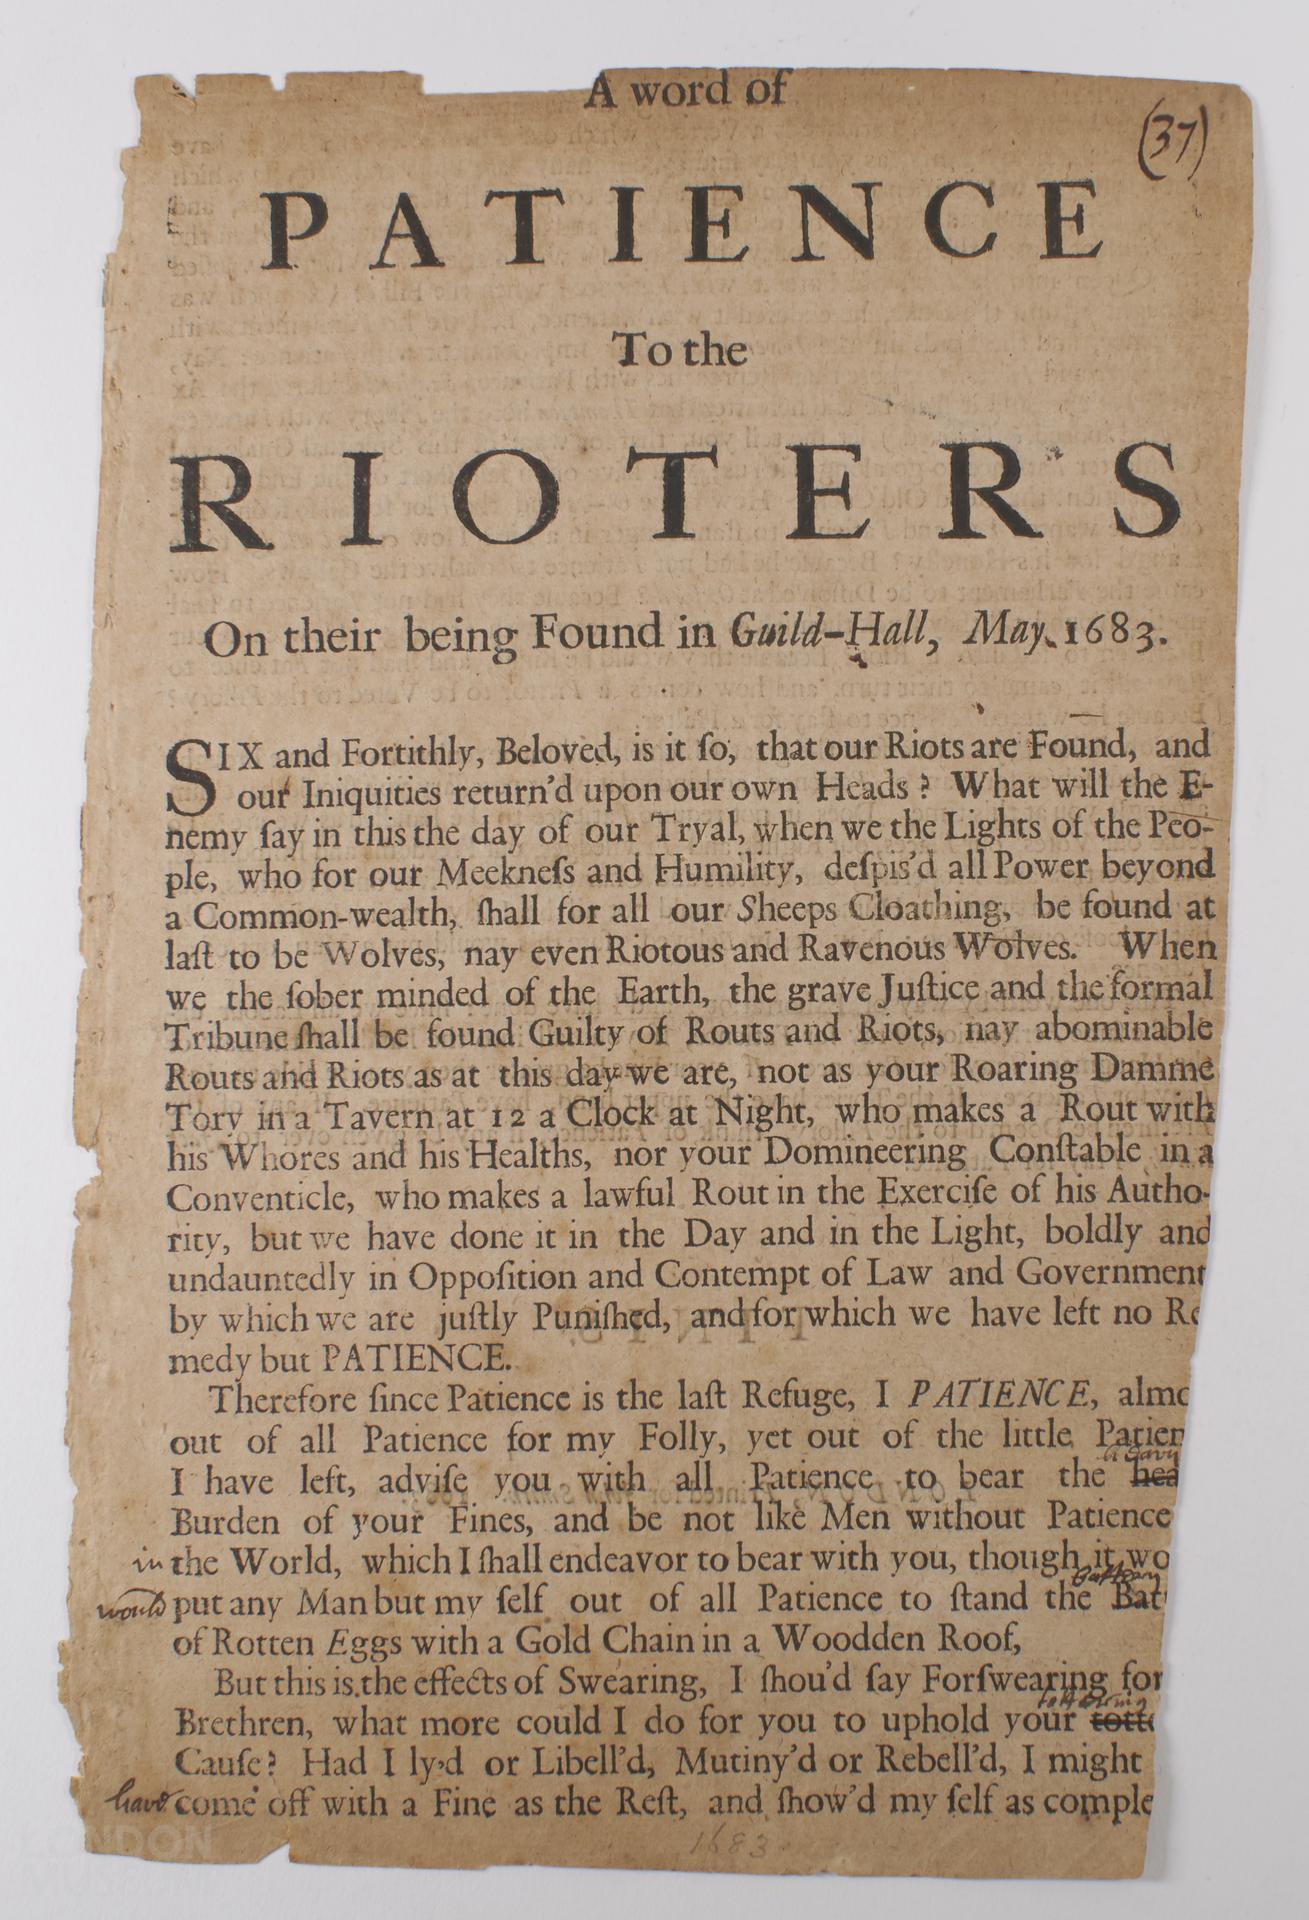 A word of
(37)
PATIENCE
To the
RIOTERS
On their being Found in Guild-Hall, May. 1683.
SIX and Fortithly, Beloved, is it ſo, that our Riots are Found, and
our Iniquities return'd upon our own Heads? What will the E-
nemy ſay in this the day of our Tryal, when we the Lights of the Peo-
ple, who for our Meekneſs and Humility, deſpis'd all Power beyond
a Common-wealth, ſhall for all our Sheeps Cloathing, be found at
laſt to be Wolves, nay even Riotous and Ravenous Wolves. When
we the ſober minded of the Earth, the grave Juſtice and the formal
Tribune ſhall be found Guilty of Routs and Riots, nay abominable
Routs and Riots as at this day we are, not as your Roaring Damme
Tory in a Tavern at 12 a Clock at Night, who makes a Rout with
his Whores and his Healths, nor your Domineering Conſtable in a
Conventicle, who makes a lawful Rout in the Exerciſe of his Autho-
rity, but we have done it in the Day and in the Light, boldly and
undauntedly in Oppoſition and Contempt of Law and Government
by which we are juſtly Puniſhed, and for which we have left no Re
medy but PATIENCE.
Therefore ſince Patience is the laſt Refuge, I PATIENCE, almo
out of all Patience for my Folly, yet out of the little Patien
I have left, adviſe you with all Patience to bear the hea
Burden of your Fines, and be not like Men without Patience
in the World, which I ſhall endeavor to bear with you, though it wo
would put any Man but my ſelf out of all Patience to ſtand the Bat battery
of Rotten Eggs with a Gold Chain in a Woodden Roof,
But this is the effects of Swearing, I ſhou'd ſay Forſwearing for
Brethren, what more could I do for you to uphold your totte tottering
Cauſe? Had I ly'd or Libell'd, Mutiny'd or Rebell'd, I might
have come off with a Fine as the Reſt, and ſhow'd my ſelf as comple
1683
LONDON
MUSEUM